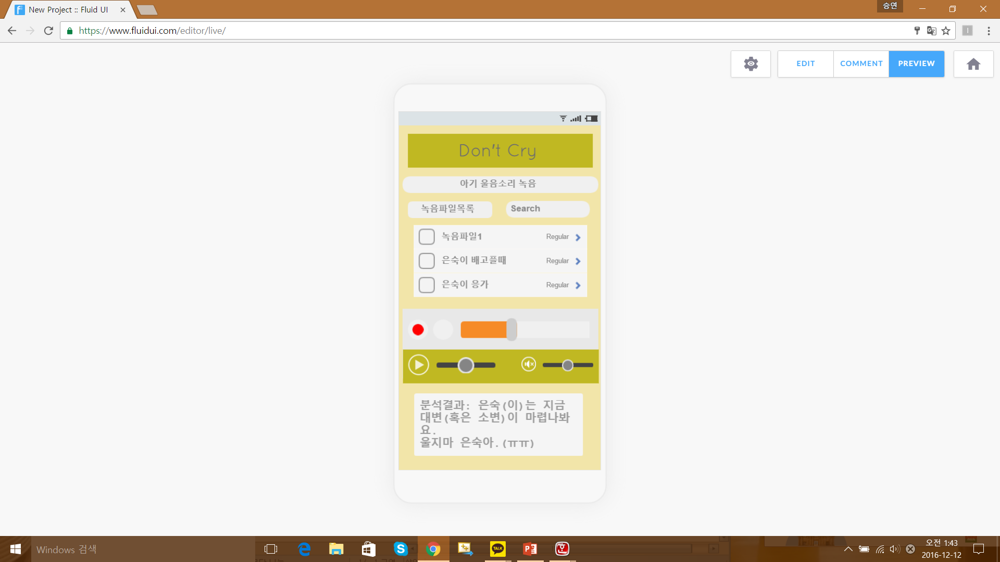 New Project :: Fluid UI
승연
https://www.fluidui.com/editor/live/
EDIT
COMMENT
PREVIEW
Don't Cry
아기 울음소리 녹음
녹음파일목록
Search
녹음파일1
Regular
은숙이 배고플때
Regular
은숙이 응가
Regular
분석결과: 은숙(이)는 지금
대변(혹은 소변)이 마렵나봐
요.
울지마 은숙아.(ㅠㅠ)
Windows 검색
TALK
오전 1:43
2016-12-12